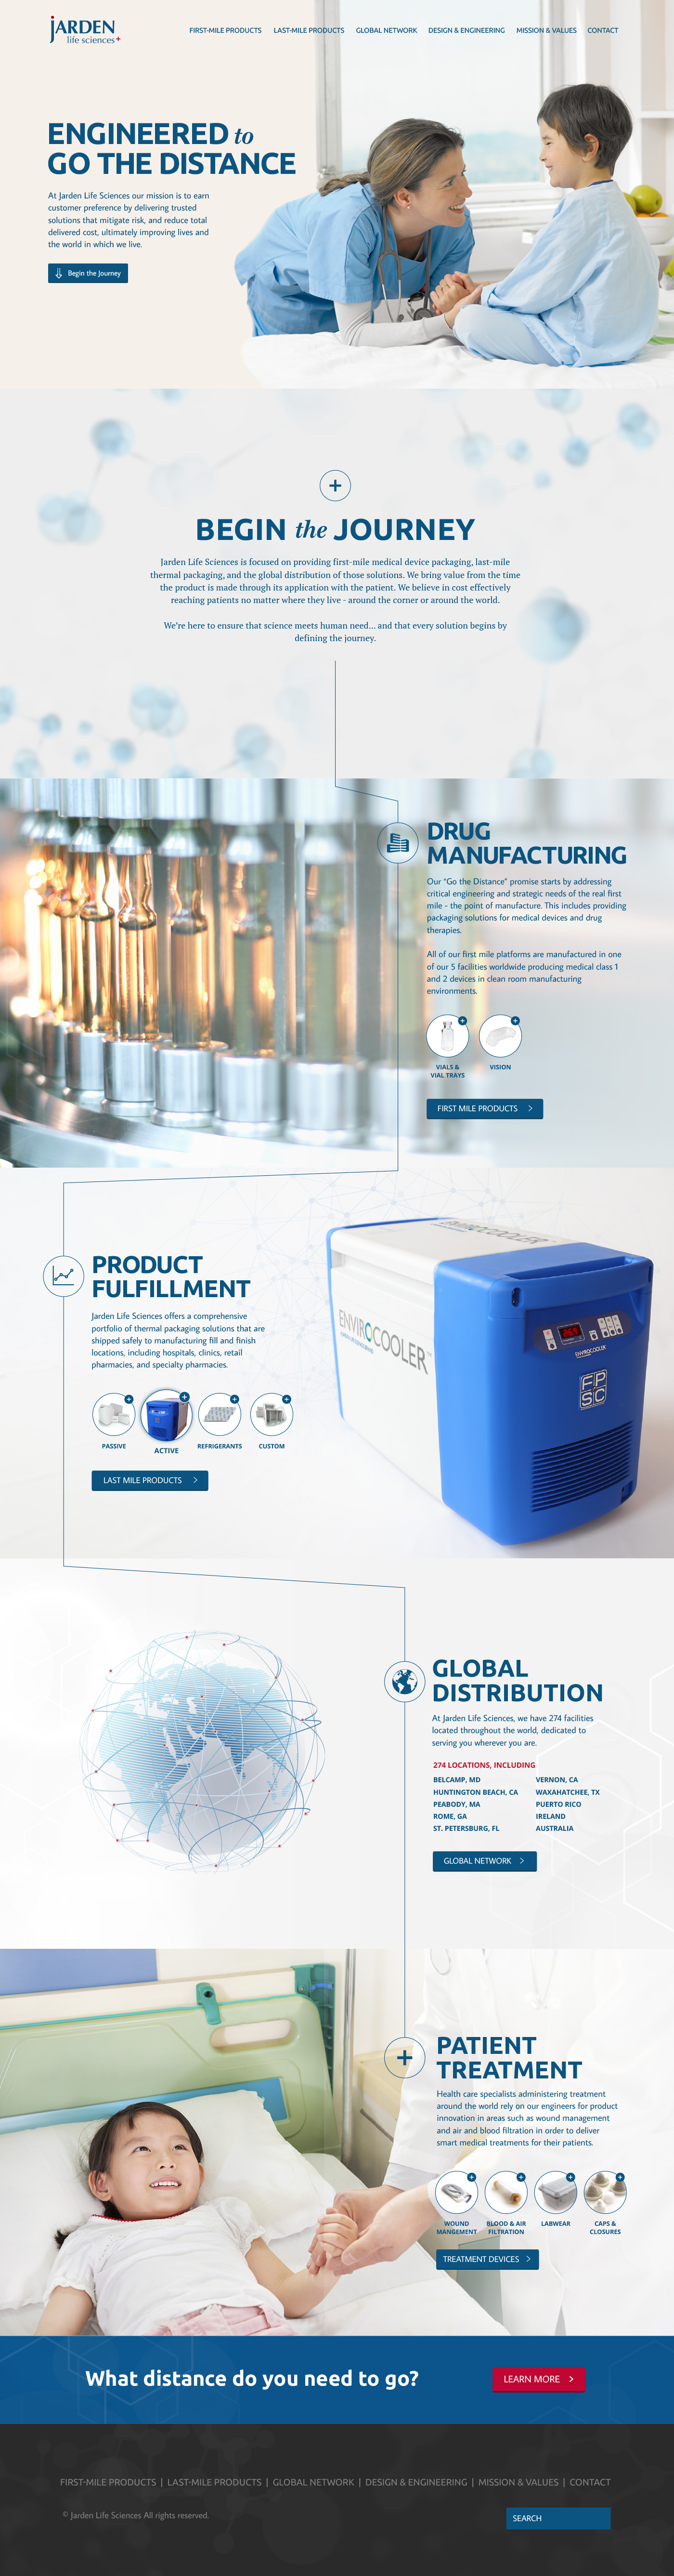 JARDEN
life sciences
FIRST-MILE PRODUCTS LAST-MILE PRODUCTS GLOBAL NETWORK DESIGN & ENGINEERING MISSION & VALUES CONTACT
ENGINEERED to
GO THE DISTANCE
At Jarden Life Sciences our mission is to earn
customer preference by delivering trusted
solutions that mitigate risk, and reduce total
delivered cost, ultimately improving lives and
the world in which we live.
Begin the Journey
BEGIN the JOURNEY
Jarden Life Sciences is focused on providing first-mile medical device packaging, last-mile
thermal packaging, and the global distribution of those solutions. We bring value from the time
the product is made through its application with the patient. We believe in cost effectively
reaching patients no matter where they live - around the corner or around the world.
We're here to ensure that science meets human need... and that every solution begins by
defining the journey.
DRUG
MANUFACTURING
Our "Go the Distance" promise starts by addressing
critical engineering and strategic needs of the real first
mile - the point of manufacture. This includes providing
packaging solutions for medical devices and drug
therapies.
All of our first mile platforms are manufactured in one
of our 5 facilities worldwide producing medical class 1
and 2 devices in clean room manufacturing
environments.
VIALS &
VIAL TRAYS
VISION
FIRST MILE PRODUCTS
PRODUCT
FULFILLMENT
Jarden Life Sciences offers a comprehensive
portfolio of thermal packaging solutions that are
shipped safely to manufacturing fill and finish
locations, including hospitals, clinics, retail
pharmacies, and specialty pharmacies.
PASSIVE
ACTIVE
REFRIGERANTS
CUSTOM
LAST MILE PRODUCTS
ENVIROCOOLER
ENVIROCOOLER™
ENVIROCOOLER
FPSC
GLOBAL
DISTRIBUTION
At Jarden Life Sciences, we have 274 facilities
located throughout the world, dedicated to
serving you wherever you are.
274 LOCATIONS, INCLUDING
BELCAMP, MD
HUNTINGTON BEACH, CA
PEABODY, MA
ROME, GA
ST. PETERSBURG, FL
VERNON, CA
WAXAHATCHEE, TX
PUERTO RICO
IRELAND
AUSTRALIA
GLOBAL NETWORK
PATIENT
TREATMENT
Health care specialists administering treatment
around the world rely on our engineers for product
innovation in areas such as wound management
and air and blood filtration in order to deliver
smart medical treatments for their patients.
WOUND
MANGEMENT
BLOOD & AIR
FILTRATION
LABWEAR
CAPS &
CLOSURES
TREATMENT DEVICES
What distance do you need to go?
LEARN MORE
FIRST-MILE PRODUCTS | LAST-MILE PRODUCTS | GLOBAL NETWORK | DESIGN & ENGINEERING | MISSION & VALUES | CONTACT
© Jarden Life Sciences All rights reserved.
SEARCH